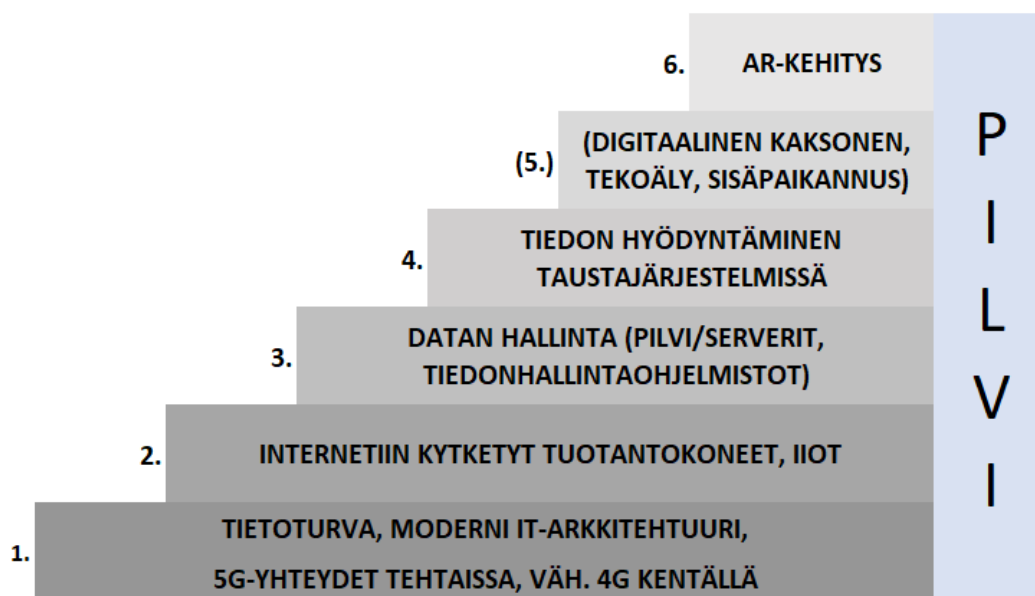 6. AR-KEHITYS
(5.) (DIGITAALINEN KAKSONEN,
TEKOÄLY, SISÄPAIKANNUS)
4. TIEDON HYÖDYNTÄMINEN
TAUSTAJÄRJESTELMISSÄ
3. DATAN HALLINTA (PILVI/SERVERIT,
TIEDONHALLINTAOHJELMISTOT)
2. INTERNETIIN KYTKETYT TUOTANTOKONEET, IIOT
1. TIETOTURVA, MODERNI IT-ARKKITEHTUURI,
5G-YHTEYDET TEHTAISSA, VÄH. 4G KENTÄLLÄ
P
I
L
V
I